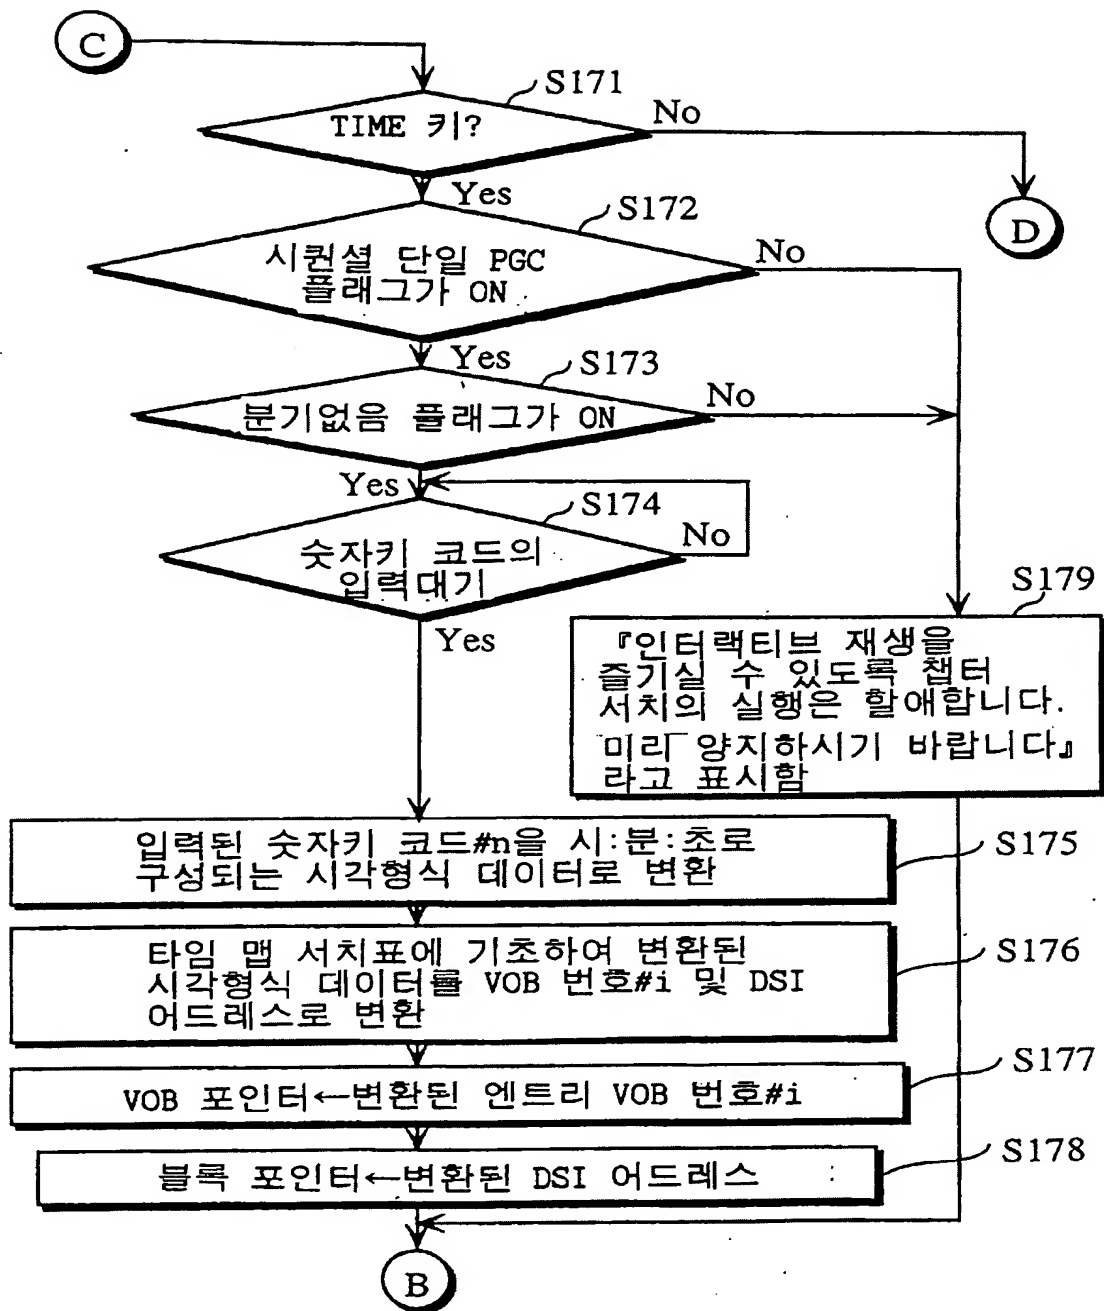 C
S171
TIME 키?
No
Yes
D
S172
시퀀셜 단일 PGC
플래그가 ON
No
Yes
S173
분기없음 플래그가 ON
No
Yes
S174
숫자키 코드의
입력대기
No
Yes
S179
『인터랙티브 재생을
즐기실 수 있도록 챕터
서치의 실행은 할애합니다.
미리 양지하시기 바랍니다』
라고 표시함
입력된 숫자키 코드#n을 시:분:초로
구성되는 시각형식 데이터로 변환
S175
타임 맵 서치표에 기초하여 변환된
시각형식 데이터를 VOB 번호#i 및 DSI
어드레스로 변환
S176
VOB 포인터←변환된 엔트리 VOB 번호#i
S177
블록 포인터←변환된 DSI 어드레스
S178
B